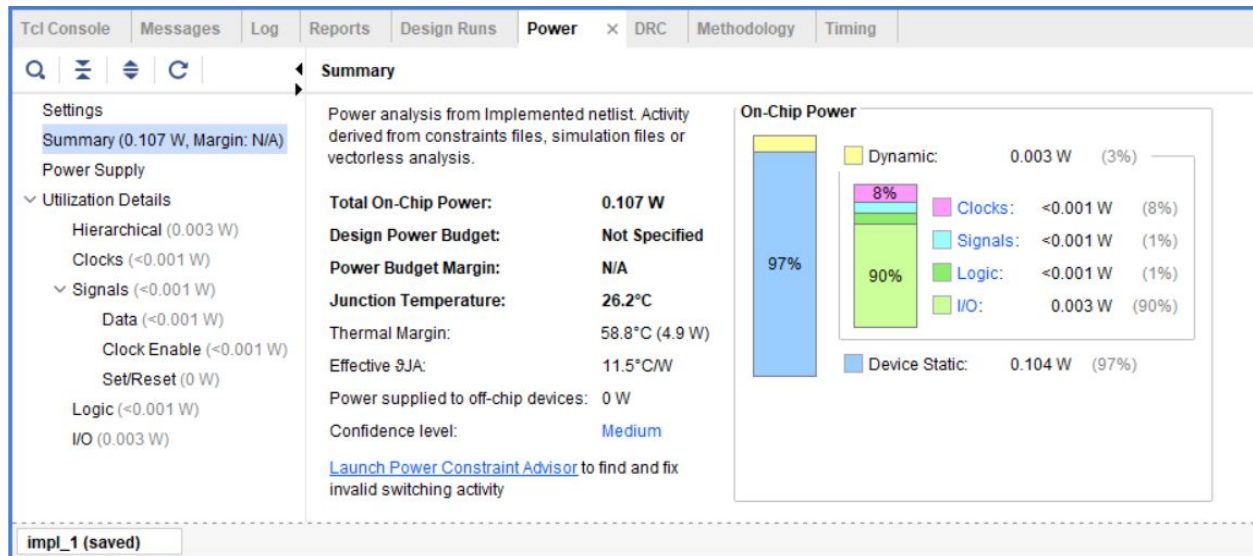 Tcl Console Messages Log Reports Design Runs Power × DRC Methodology Timing
Summary
Settings
Summary (0.107 W, Margin: N/A)
Power Supply
Utilization Details
Hierarchical (0.003 W)
Clocks (<0.001 W)
Signals (<0.001 W)
Data (<0.001 W)
Clock Enable (<0.001 W)
Set/Reset (0 W)
Logic (<0.001 W)
I/O (0.003 W)
Power analysis from Implemented netlist. Activity
derived from constraints files, simulation files or
vectorless analysis.
Total On-Chip Power: 0.107 W
Design Power Budget: Not Specified
Power Budget Margin: N/A
Junction Temperature: 26.2°C
Thermal Margin: 58.8°C (4.9 W)
Effective ϑJA: 11.5°C/W
Power supplied to off-chip devices: 0 W
Confidence level: Medium
Launch Power Constraint Advisor to find and fix
invalid switching activity
On-Chip Power
97%
Dynamic: 0.003 W (3%)
8%
90%
Clocks: <0.001 W (8%)
Signals: <0.001 W (1%)
Logic: <0.001 W (1%)
I/O: 0.003 W (90%)
Device Static: 0.104 W (97%)
impl_1 (saved)